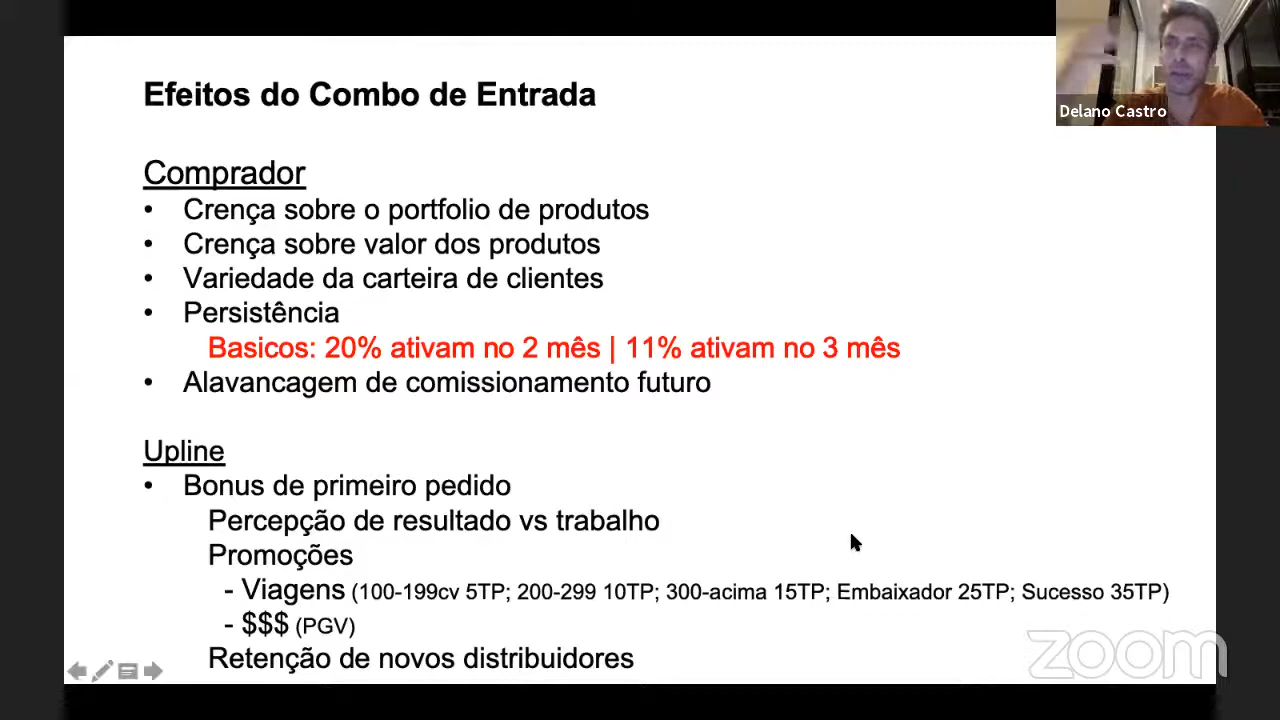 Efeitos do Combo de Entrada
Delano Castro
Comprador
• Crença sobre o portfolio de produtos
• Crença sobre valor dos produtos
• Variedade da carteira de clientes
• Persistência
Basicos: 20% ativam no 2 mês | 11% ativam no 3 mês
• Alavancagem de comissionamento futuro
Upline
• Bonus de primeiro pedido
Percepção de resultado vs trabalho
Promoções
- Viagens (100-199cv 5TP; 200-299 10TP; 300-acima 15TP; Embaixador 25TP; Sucesso 35TP)
- $$$ (PGV)
Retenção de novos distribuidores
zoom